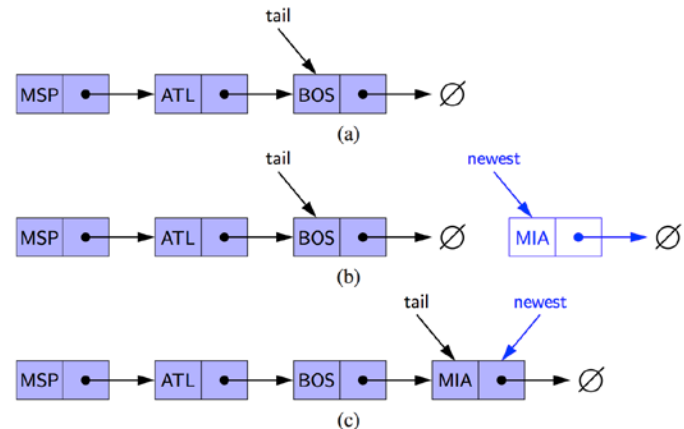 tail
MSP ATL BOS ∅
(a)
tail newest
MSP ATL BOS ∅ MIA ∅
(b)
tail newest
MSP ATL BOS MIA ∅
(c)